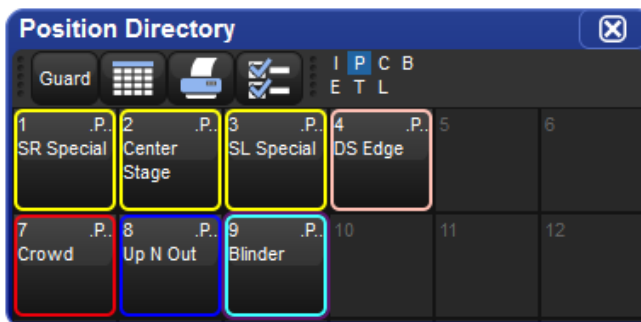 Position Directory
Guard
I P C B
E T L
1 .P..
SR Special
2 .P..
Center
Stage
3 .P..
SL Special
4 .P..
DS Edge
5
6
7 .P..
Crowd
8 .P..
Up N Out
9 .P..
Blinder
10
11
12